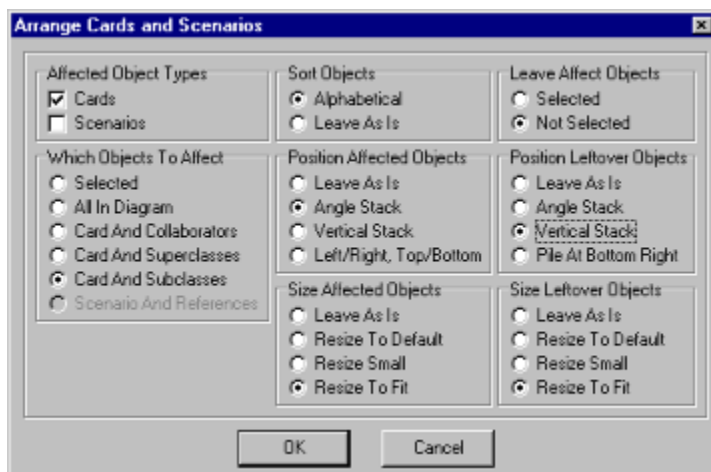 Arrange Cards and Scenarios
Affected Object Types
Cards
Scenarios
Sort Objects
Alphabetical
Leave As Is
Leave Affect Objects
Selected
Not Selected
Which Objects To Affect
Selected
All In Diagram
Card And Collaborators
Card And Superclasses
Card And Subclasses
Scenario And References
Position Affected Objects
Leave As Is
Angle Stack
Vertical Stack
Left/Right, Top/Bottom
Position Leftover Objects
Leave As Is
Angle Stack
Vertical Stack
Pile At Bottom Right
Size Affected Objects
Leave As Is
Resize To Default
Resize Small
Resize To Fit
Size Leftover Objects
Leave As Is
Resize To Default
Resize Small
Resize To Fit
OK
Cancel